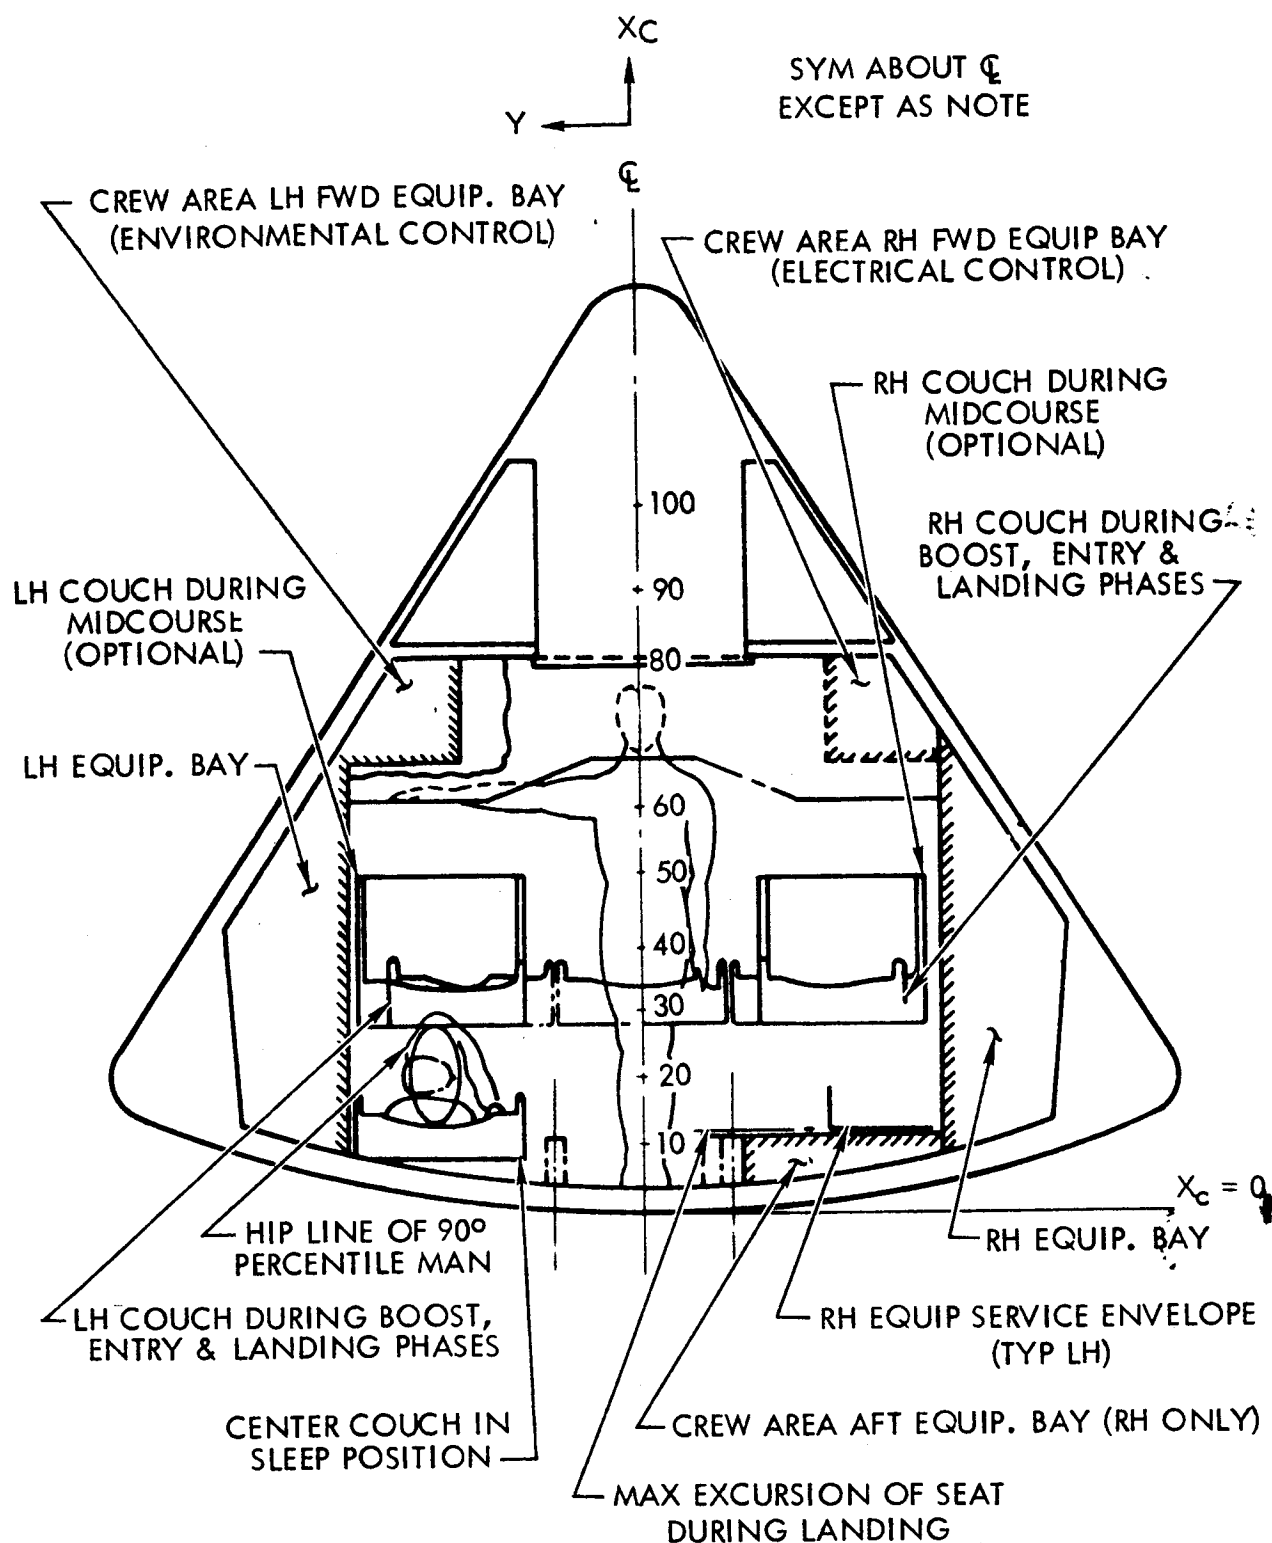 XC
SYM ABOUT ℄
EXCEPT AS NOTE
Y
℄
CREW AREA LH FWD EQUIP. BAY
(ENVIRONMENTAL CONTROL)
CREW AREA RH FWD EQUIP BAY
(ELECTRICAL CONTROL)
RH COUCH DURING
MIDCOURSE
(OPTIONAL)
100
RH COUCH DURING
BOOST, ENTRY &
LANDING PHASES
90
LH COUCH DURING
MIDCOURSE
(OPTIONAL)
80
LH EQUIP. BAY
60
50
40
30
20
10
Xc = 0
HIP LINE OF 90°
PERCENTILE MAN
RH EQUIP. BAY
LH COUCH DURING BOOST,
ENTRY & LANDING PHASES
RH EQUIP SERVICE ENVELOPE
(TYP LH)
CENTER COUCH IN
SLEEP POSITION
CREW AREA AFT EQUIP. BAY (RH ONLY)
MAX EXCURSION OF SEAT
DURING LANDING